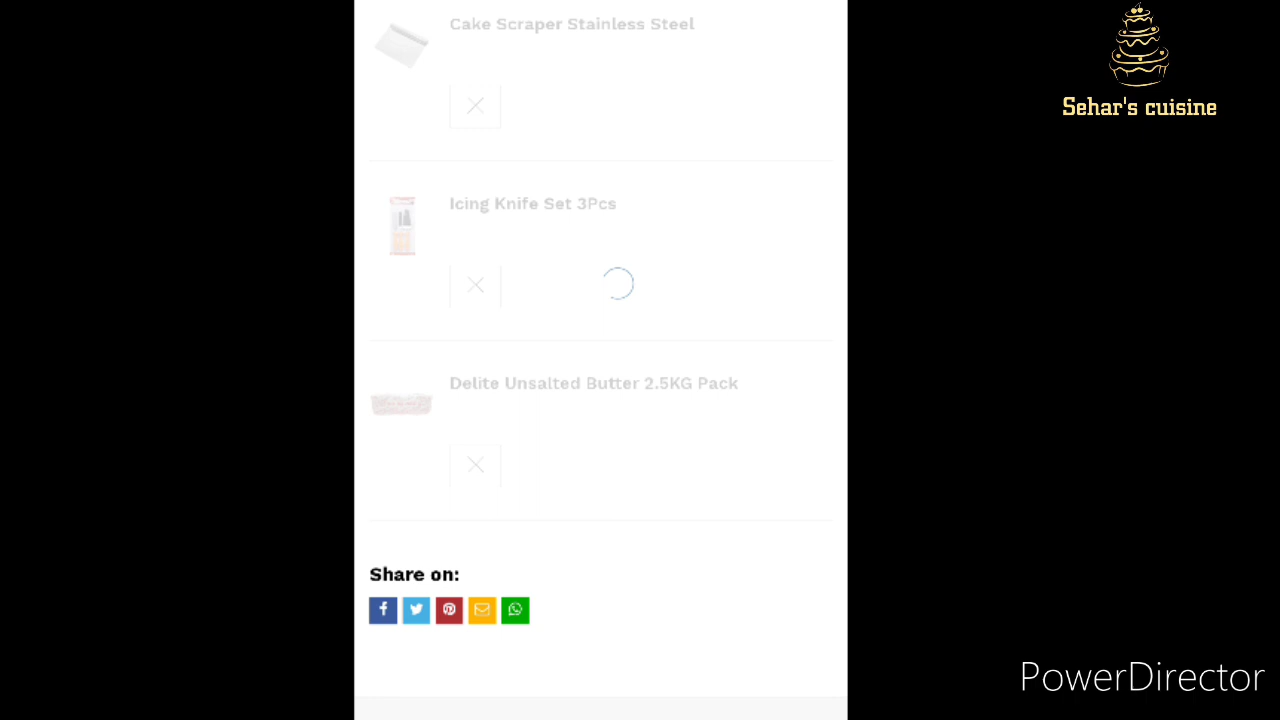 Cake Scraper Stainless Steel
Sehar's cuisine
Icing Knife Set 3Pcs
Delite Unsalted Butter 2.5KG Pack
Share on:
PowerDirector